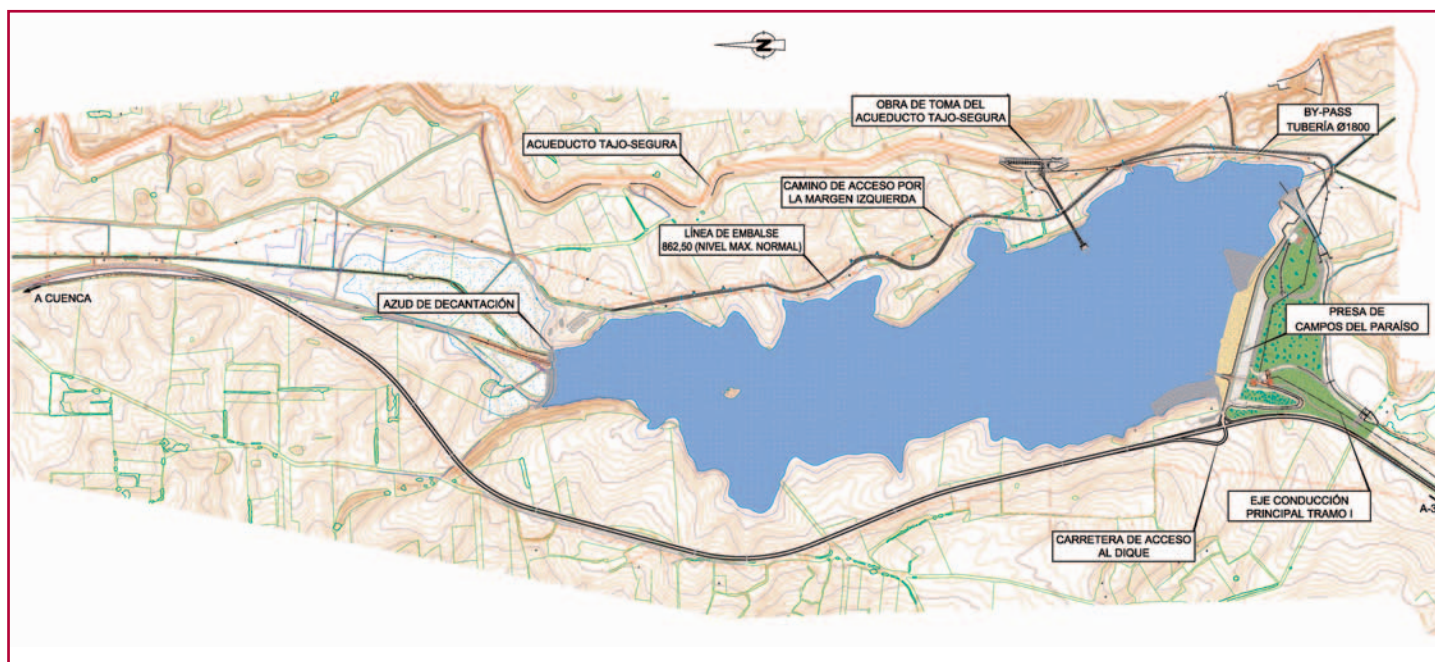 N
OBRA DE TOMA DEL
ACUEDUCTO TAJO-SEGURA
BY-PASS
TUBERÍA Ø1800
ACUEDUCTO TAJO-SEGURA
CAMINO DE ACCESO POR
LA MARGEN IZQUIERDA
LÍNEA DE EMBALSE
862,50 (NIVEL MAX. NORMAL)
A CUENCA
AZUD DE DECANTACIÓN
PRESA DE
CAMPOS DEL PARAÍSO
EJE CONDUCCIÓN
PRINCIPAL TRAMO I
A-3
CARRETERA DE ACCESO
AL DIQUE